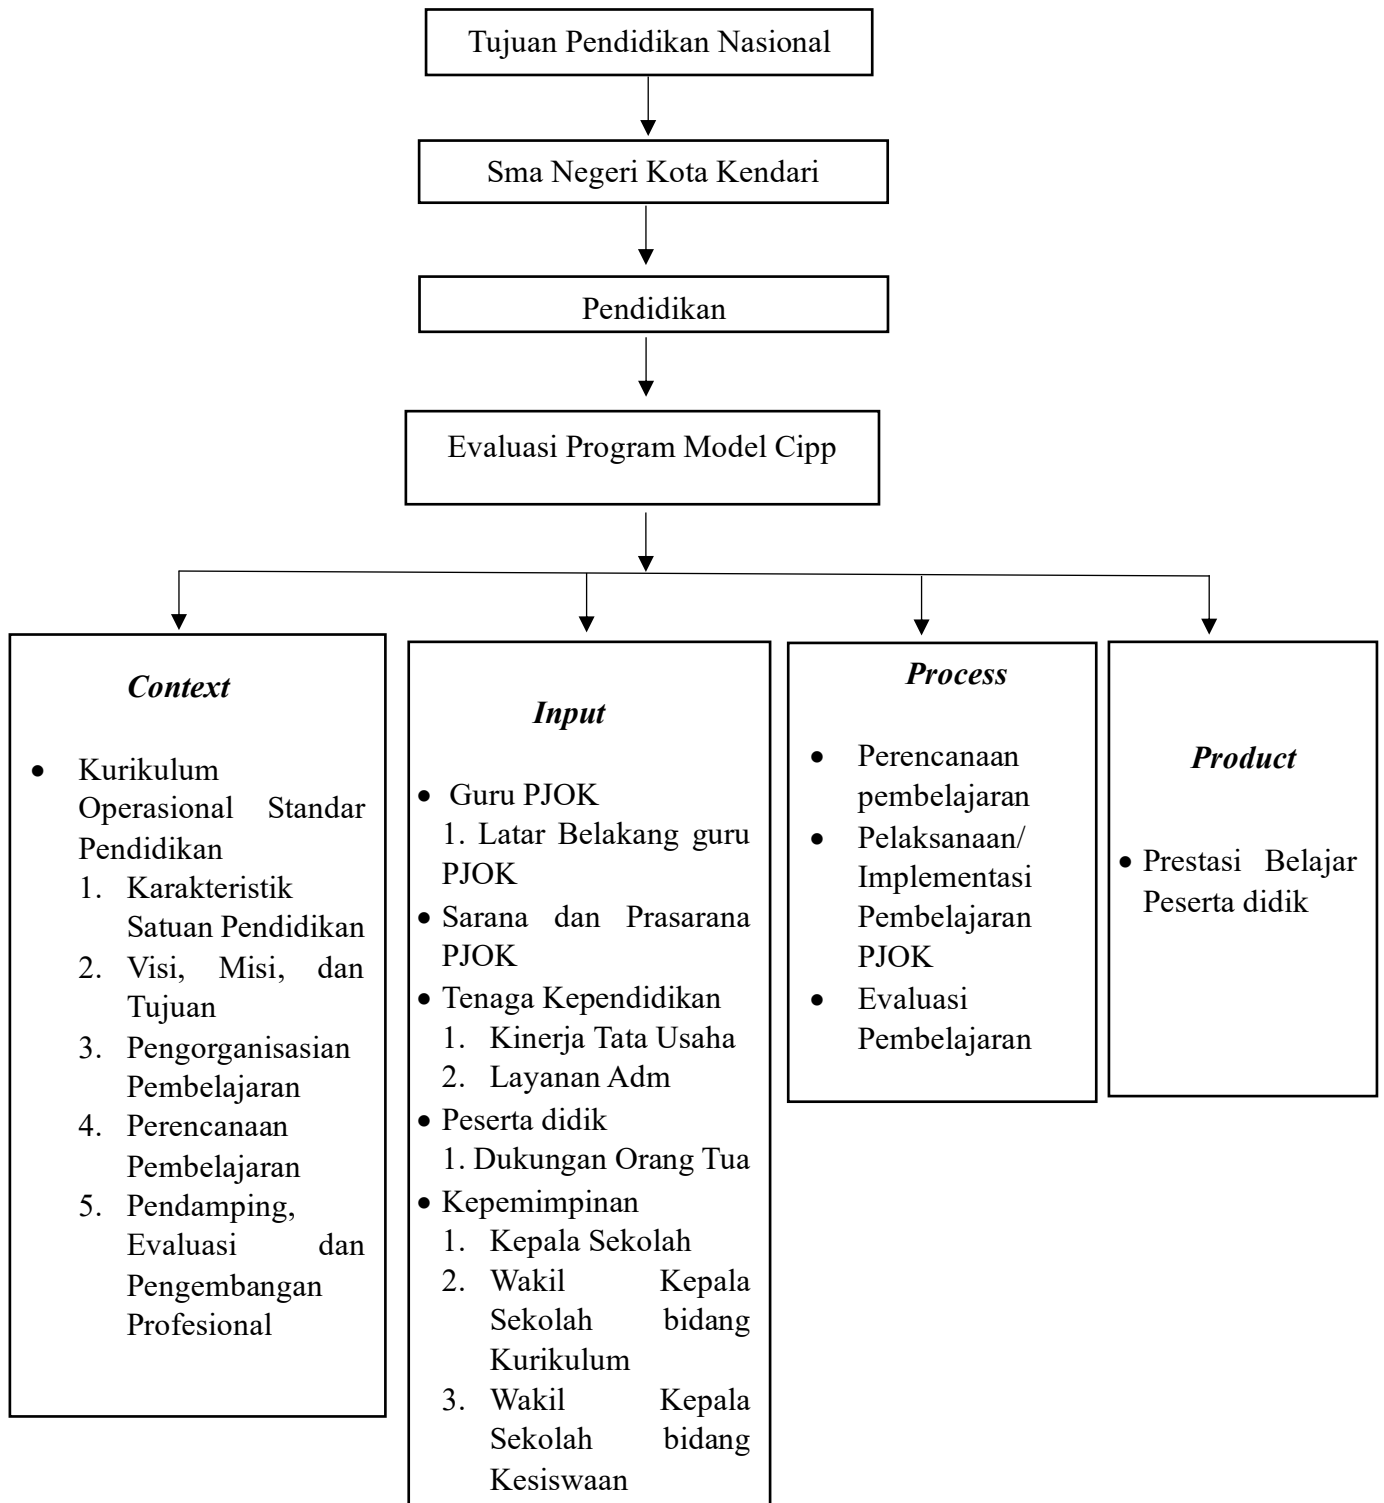 Tujuan Pendidikan Nasional
Sma Negeri Kota Kendari
Pendidikan
Evaluasi Program Model Cipp
Context
• Kurikulum
Operasional Standar
Pendidikan
1. Karakteristik
Satuan Pendidikan
2. Visi, Misi, dan
Tujuan
3. Pengorganisasian
Pembelajaran
4. Perencanaan
Pembelajaran
5. Pendamping,
Evaluasi dan
Pengembangan
Profesional
Input
• Guru PJOK
1. Latar Belakang guru
PJOK
• Sarana dan Prasarana
PJOK
• Tenaga Kependidikan
1. Kinerja Tata Usaha
2. Layanan Adm
• Peserta didik
1. Dukungan Orang Tua
• Kepemimpinan
1. Kepala Sekolah
2. Wakil Kepala
Sekolah bidang
Kurikulum
3. Wakil Kepala
Sekolah bidang
Kesiswaan
Process
• Perencanaan
pembelajaran
• Pelaksanaan/
Implementasi
Pembelajaran
PJOK
• Evaluasi
Pembelajaran
Product
• Prestasi Belajar
Peserta didik